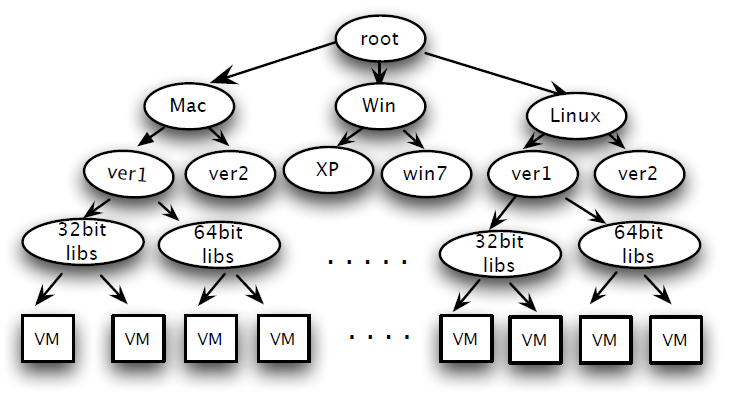 root
Mac
Win
Linux
ver1
ver2
XP
win7
ver1
ver2
32bit
libs
64bit
libs
. . . . .
32bit
libs
64bit
libs
VM
VM
VM
VM
. . . .
VM
VM
VM
VM